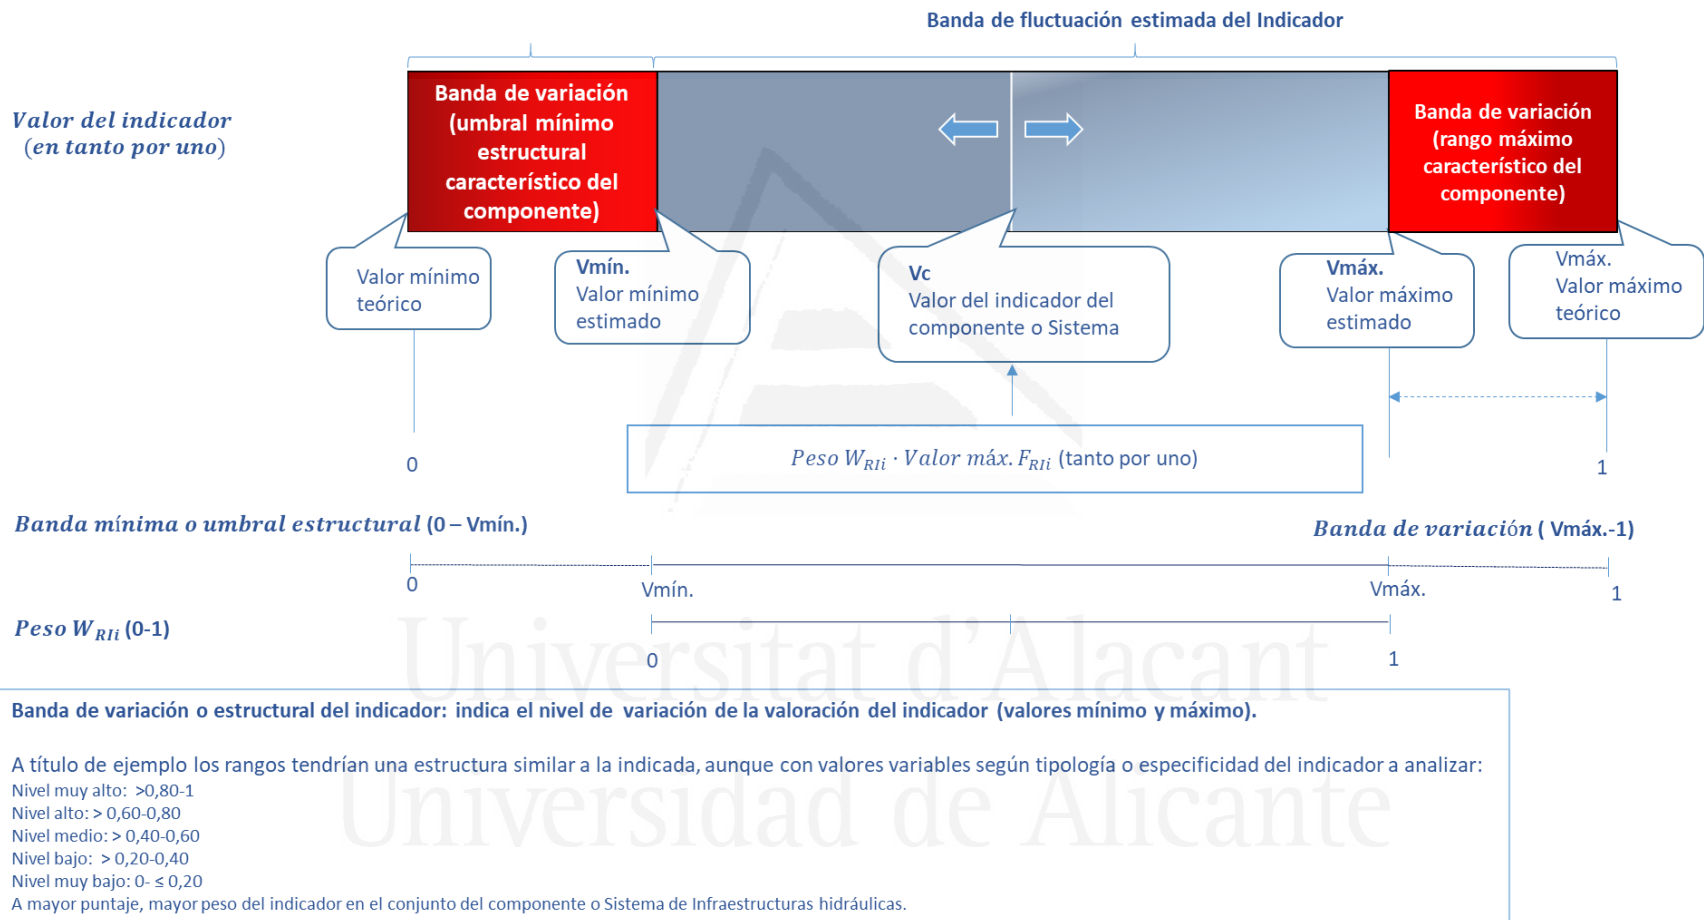 Banda de fluctuación estimada del Indicador
Valor del indicador
(en tanto por uno)
Banda de variación
(umbral mínimo
estructural
característico del
componente)
Banda de variación
(rango máximo
característico del
componente)
Valor mínimo
teórico
Vmín.
Valor mínimo
estimado
Vc
Valor del indicador del
componente o Sistema
Vmáx.
Valor máximo
estimado
Vmáx.
Valor máximo
teórico
Peso W_RIi · Valor máx. F_RIi (tanto por uno)
0
1
Banda mínima o umbral estructural (0 – Vmín.)
Banda de variación ( Vmáx.-1)
0
Vmín.
Vmáx.
1
Peso W_RIi (0-1)
0
1
Universitat d'Alacant
Universidad de Alicante
Banda de variación o estructural del indicador: indica el nivel de variación de la valoración del indicador (valores mínimo y máximo).
A título de ejemplo los rangos tendrían una estructura similar a la indicada, aunque con valores variables según tipología o especificidad del indicador a analizar:
Nivel muy alto: >0,80-1
Nivel alto: > 0,60-0,80
Nivel medio: > 0,40-0,60
Nivel bajo: > 0,20-0,40
Nivel muy bajo: 0- ≤ 0,20
A mayor puntaje, mayor peso del indicador en el conjunto del componente o Sistema de Infraestructuras hidráulicas.